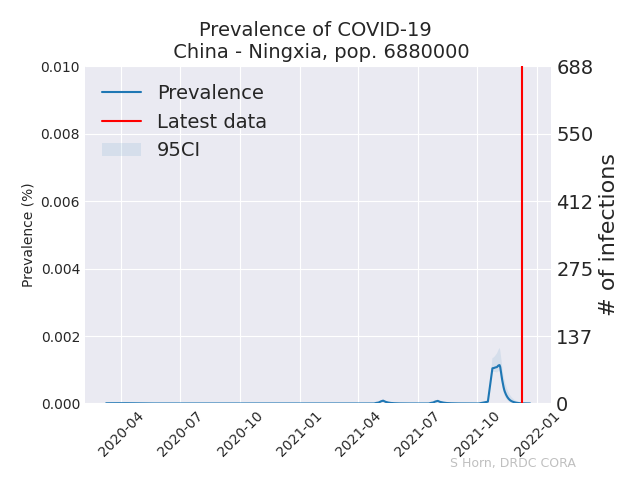 Prevalence of COVID-19
China - Ningxia, pop. 6880000
Prevalence
Latest data
95CI
Prevalence (%)
0.010
0.008
0.006
0.004
0.002
0.000
688
550
412
275
137
0
# of infections
2020-04
2020-07
2020-10
2021-01
2021-04
2021-07
2021-10
2022-01
S Horn, DRDC CORA